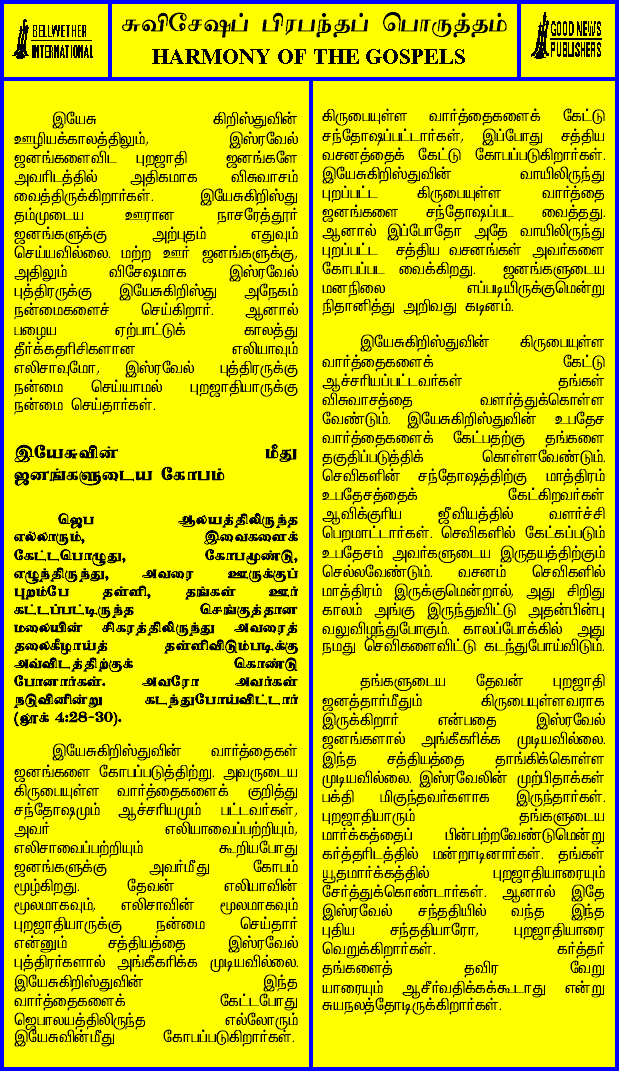 BELLWETHER
INTERNATIONAL
சுவிசேஷப் பிரபந்தப் பொருத்தம்
HARMONY OF THE GOSPELS
GOOD NEWS
PUBLISHERS
இயேசு கிறிஸ்துவின்
ஊழியக்காலத்திலும், இஸ்ரவேல்
ஜனங்களைவிட புறஜாதி ஜனங்களே
அவரிடத்தில் அதிகமாக விசுவாசம்
வைத்திருக்கிறார்கள். இயேசுகிறிஸ்து
தம்முடைய ஊரான நாசரேத்தூர்
ஜனங்களுக்கு அற்புதம் எதுவும்
செய்யவில்லை. மற்ற ஊர் ஜனங்களுக்கு,
அதிலும் விசேஷமாக இஸ்ரவேல்
புத்திரருக்கு இயேசுகிறிஸ்து அநேகம்
நன்மைகளைச் செய்கிறார். ஆனால்
பழைய ஏற்பாட்டுக் காலத்து
தீர்க்கதரிசிகளான எலியாவும்
எலிசாவுமோ, இஸ்ரவேல் புத்திரருக்கு
நன்மை செய்யாமல் புறஜாதியாருக்கு
நன்மை செய்தார்கள்.
இயேசுவின் மீது
ஜனங்களுடைய கோபம்
ஜெப ஆலயத்திலிருந்த
எல்லாரும், இவைகளைக்
கேட்டபொழுது, கோபமூண்டு,
எழுந்திருந்து, அவரை ஊருக்குப்
புறம்பே தள்ளி, தங்கள் ஊர்
கட்டப்பட்டிருந்த செங்குத்தான
மலையின் சிகரத்திலிருந்து அவரைத்
தலைகீழாய்த் தள்ளிவிடும்படிக்கு
அவ்விடத்திற்குக் கொண்டு
போனார்கள். அவரோ அவர்கள்
நடுவினின்று கடந்துபோய்விட்டார்
(லூக் 4:28-30).
இயேசுகிறிஸ்துவின் வார்த்தைகள்
ஜனங்களை கோபப்படுத்திற்று. அவருடைய
கிருபையுள்ள வார்த்தைகளைக் குறித்து
சந்தோஷமும் ஆச்சரியமும் பட்டவர்கள்,
அவர் எலியாவைப்பற்றியும்,
எலிசாவைப்பற்றியும் கூறியபோது
ஜனங்களுக்கு அவர்மீது கோபம்
மூழ்கிறது. தேவன் எலியாவின்
மூலமாகவும், எலிசாவின் மூலமாகவும்
புறஜாதியாருக்கு நன்மை செய்தார்
என்னும் சத்தியத்தை இஸ்ரவேல்
புத்திரர்களால் அங்கீகரிக்க முடியவில்லை.
இயேசுகிறிஸ்துவின் இந்த
வார்த்தைகளைக் கேட்டபோது
ஜெபாலயத்திலிருந்த எல்லோரும்
இயேசுவின்மீது கோபப்படுகிறார்கள்.
கிருபையுள்ள வார்த்தைகளைக் கேட்டு
சந்தோஷப்பட்டார்கள், இப்போது சத்திய
வசனத்தைக் கேட்டு கோபப்படுகிறார்கள்.
இயேசுகிறிஸ்துவின் வாயிலிருந்து
புறப்பட்ட கிருபையுள்ள வார்த்தை
ஜனங்களை சந்தோஷப்பட வைத்தது.
ஆனால் இப்போதோ அதே வாயிலிருந்து
புறப்பட்ட சத்திய வசனங்கள் அவர்களை
கோபப்பட வைக்கிறது. ஜனங்களுடைய
மனநிலை எப்படியிருக்குமென்று
நிதானித்து அறிவது கடினம்.
இயேசுகிறிஸ்துவின் கிருபையுள்ள
வார்த்தைகளைக் கேட்டு
ஆச்சரியப்பட்டவர்கள் தங்கள்
விசுவாசத்தை வளர்த்துக்கொள்ள
வேண்டும். இயேசுகிறிஸ்துவின் உபதேச
வார்த்தைகளைக் கேட்பதற்கு தங்களை
தகுதிப்படுத்திக் கொள்ளவேண்டும்.
செவிகளின் சந்தோஷத்திற்கு மாத்திரம்
உபதேசத்தைக் கேட்கிறவர்கள்
ஆவிக்குரிய ஜீவியத்தில் வளர்ச்சி
பெறமாட்டார்கள். செவிகளில் கேட்கப்படும்
உபதேசம் அவர்களுடைய இருதயத்திற்கும்
செல்லவேண்டும். வசனம் செவிகளில்
மாத்திரம் இருக்குமென்றால், அது சிறிது
காலம் அங்கு இருந்துவிட்டு அதன்பின்பு
வலுவிழந்துபோகும். காலப்போக்கில் அது
நமது செவிகளைவிட்டு கடந்துபோய்விடும்.
தங்களுடைய தேவன் புறஜாதி
ஜனத்தார்மீதும் கிருபையுள்ளவராக
இருக்கிறார் என்பதை இஸ்ரவேல்
ஜனங்களால் அங்கீகரிக்க முடியவில்லை.
இந்த சத்தியத்தை தாங்கிக்கொள்ள
முடியவில்லை. இஸ்ரவேலின் முற்பிதாக்கள்
பக்தி மிகுந்தவர்களாக இருந்தார்கள்.
புறஜாதியாரும் தங்களுடைய
மார்க்கத்தைப் பின்பற்றவேண்டுமென்று
கர்த்தரிடத்தில் மன்றாடினார்கள். தங்கள்
யூதமார்க்கத்தில் புறஜாதியாரையும்
சேர்த்துக்கொண்டார்கள். ஆனால் இதே
இஸ்ரவேல் சந்ததியில் வந்த இந்த
புதிய சந்ததியாரோ, புறஜாதியாரை
வெறுக்கிறார்கள். கர்த்தர்
தங்களைத் தவிர வேறு
யாரையும் ஆசீர்வதிக்கக்கூடாது என்று
சுயநலத்தோடிருக்கிறார்கள்.